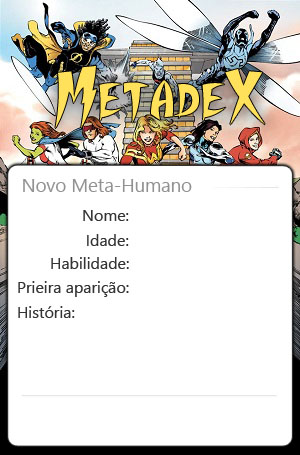 METADEX
Novo Meta-Humano
Nome:
Idade:
Habilidade:
Prieira aparição:
História: